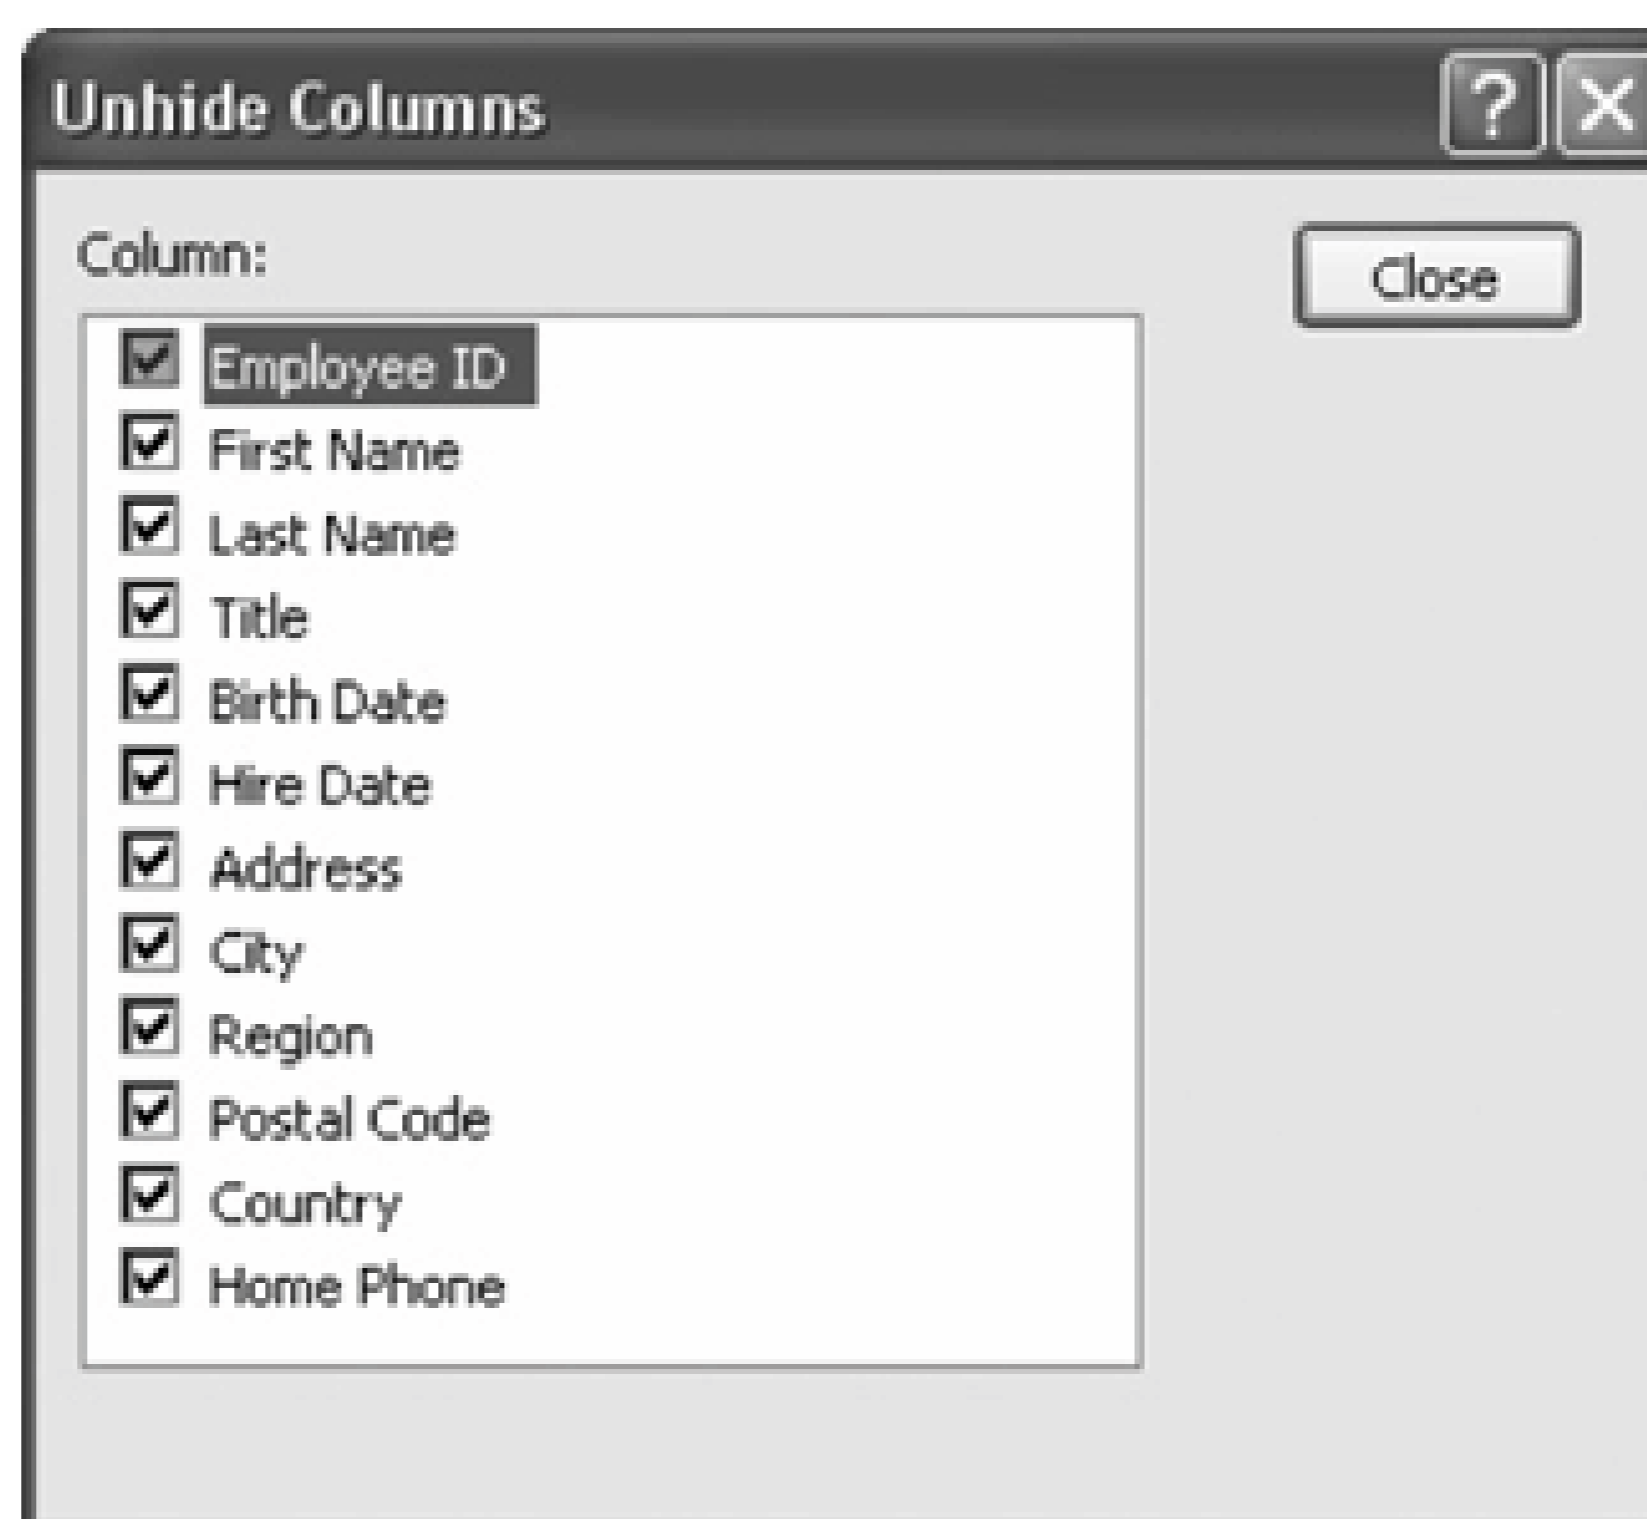 Unhide Columns
Column:
Close
Employee ID
First Name
Last Name
Title
Birth Date
Hire Date
Address
City
Region
Postal Code
Country
Home Phone